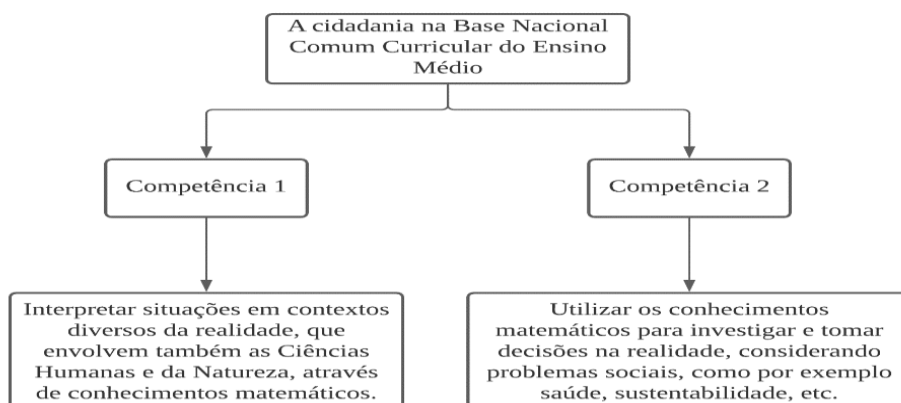 A cidadania na Base Nacional
Comum Curricular do Ensino
Médio
Competência 1
Competência 2
Interpretar situações em contextos
diversos da realidade, que
envolvem também as Ciências
Humanas e da Natureza, através
de conhecimentos matemáticos.
Utilizar os conhecimentos
matemáticos para investigar e tomar
decisões na realidade, considerando
problemas sociais, como por exemplo
saúde, sustentabilidade, etc.